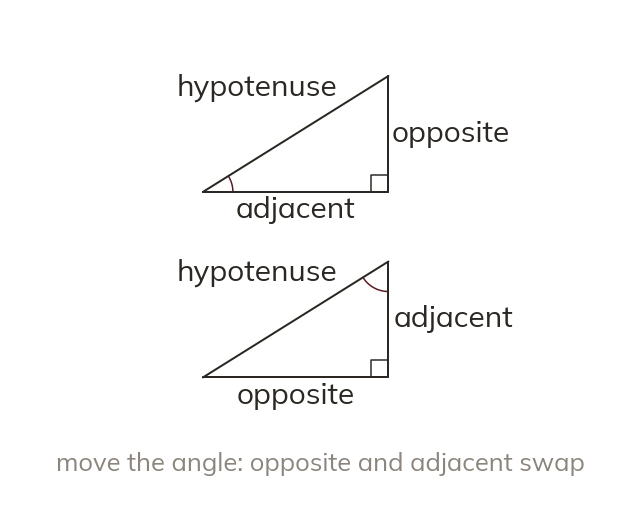 hypotenuse
opposite
adjacent
hypotenuse
adjacent
opposite
move the angle: opposite and adjacent swap